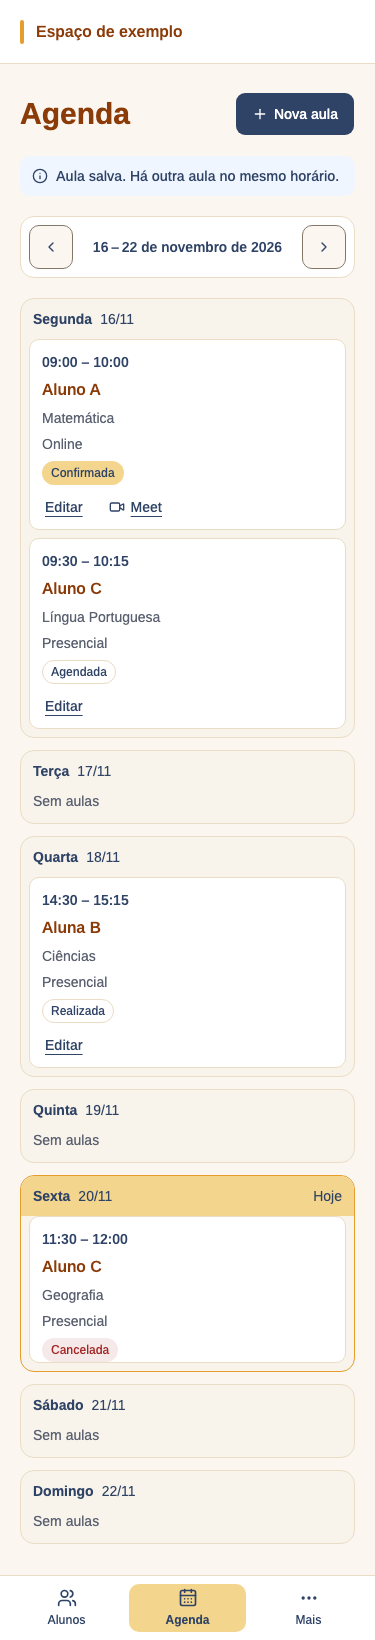 Espaço de exemplo
Agenda
Nova aula
Aula salva. Há outra aula no mesmo horário.
16 – 22 de novembro de 2026
Segunda 16/11
09:00 – 10:00
Aluno A
Matemática
Online
Confirmada
Editar Meet
09:30 – 10:15
Aluno C
Língua Portuguesa
Presencial
Agendada
Editar
Terça 17/11
Sem aulas
Quarta 18/11
14:30 – 15:15
Aluna B
Ciências
Presencial
Realizada
Editar
Quinta 19/11
Sem aulas
Sexta 20/11 Hoje
11:30 – 12:00
Aluno C
Geografia
Presencial
Cancelada
Sábado 21/11
Sem aulas
Domingo 22/11
Sem aulas
Alunos Agenda Mais